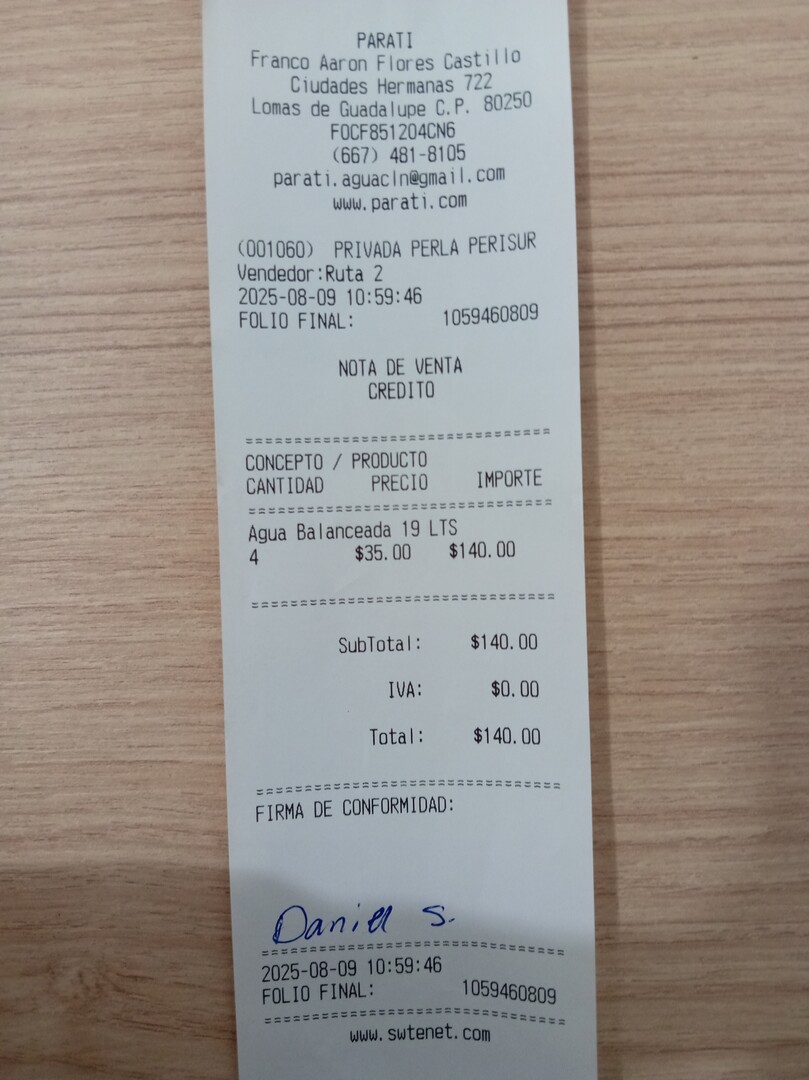 PARATI
Franco Aaron Flores Castillo
Ciudades Hermanas 722
Lomas de Guadalupe C.P. 80250
FOCF851204CN6
(667) 481-8105
parati.aguacln@gmail.com
www.parati.com
(001060) PRIVADA PERLA PERISUR
Vendedor:Ruta 2
2025-08-09 10:59:46
FOLIO FINAL: 1059460809
NOTA DE VENTA
CREDITO
================================
CONCEPTO / PRODUCTO
CANTIDAD PRECIO IMPORTE
================================
Agua Balanceada 19 LTS
4 $35.00 $140.00
================================
SubTotal: $140.00
IVA: $0.00
Total: $140.00
================================
FIRMA DE CONFORMIDAD:
Daniel S.
================================
2025-08-09 10:59:46
FOLIO FINAL: 1059460809
================================
www.swtenet.com